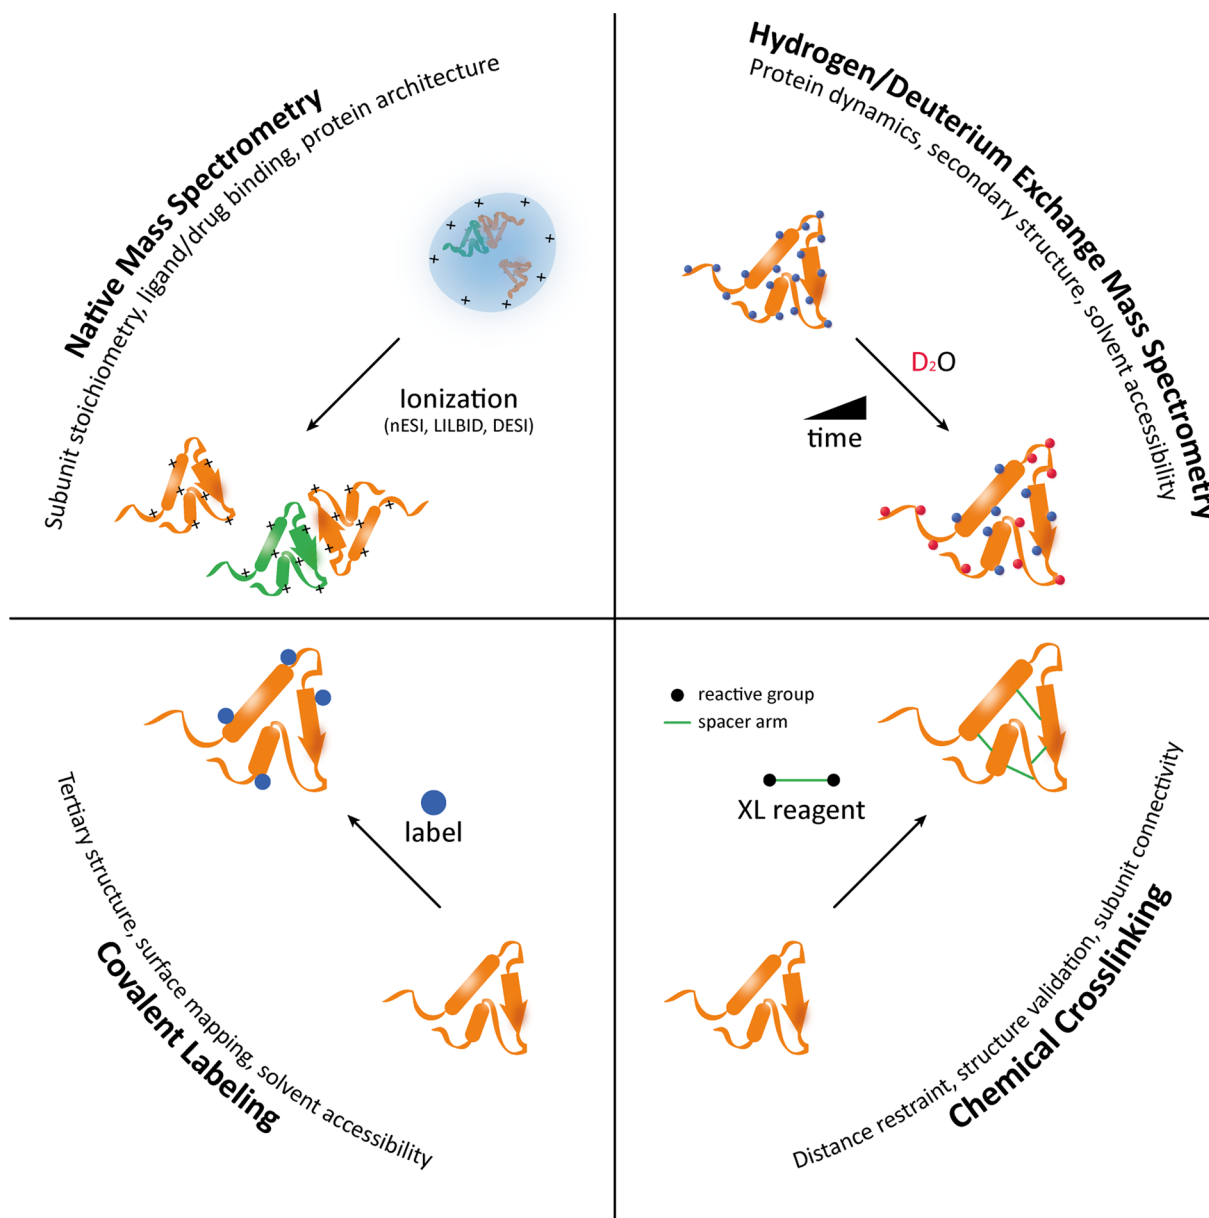 Native Mass Spectrometry
Subunit stoichiometry, ligand/drug binding, protein architecture
Ionization
(nESI, LILBID, DESI)
Hydrogen/Deuterium Exchange Mass Spectrometry
Protein dynamics, secondary structure, solvent accessibility
D₂O
time
label
Tertiary structure, surface mapping, solvent accessibility
Covalent Labeling
reactive group
spacer arm
XL reagent
Distance restraint, structure validation, subunit connectivity
Chemical Crosslinking